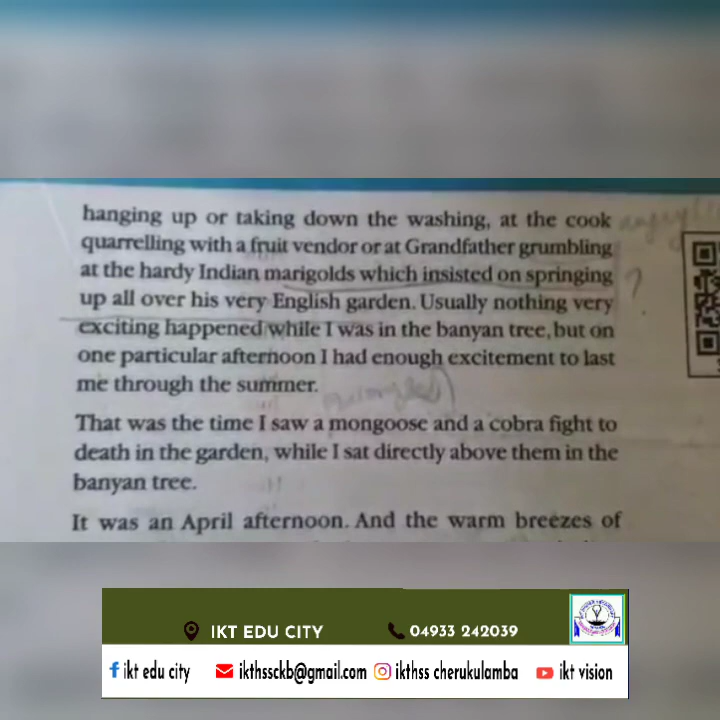 hanging up or taking down the washing, at the cook
quarrelling with a fruit vendor or at Grandfather grumbling
at the hardy Indian marigolds which insisted on springing
up all over his very English garden. Usually nothing very
exciting happened while I was in the banyan tree, but on
one particular afternoon I had enough excitement to last
me through the summer.
That was the time I saw a mongoose and a cobra fight to
death in the garden, while I sat directly above them in the
banyan tree.
It was an April afternoon. And the warm breezes of
IKT EDU CITY 04933 242039
ikt edu city ikthssckb@gmail.com ikthss cherukulamba ikt vision